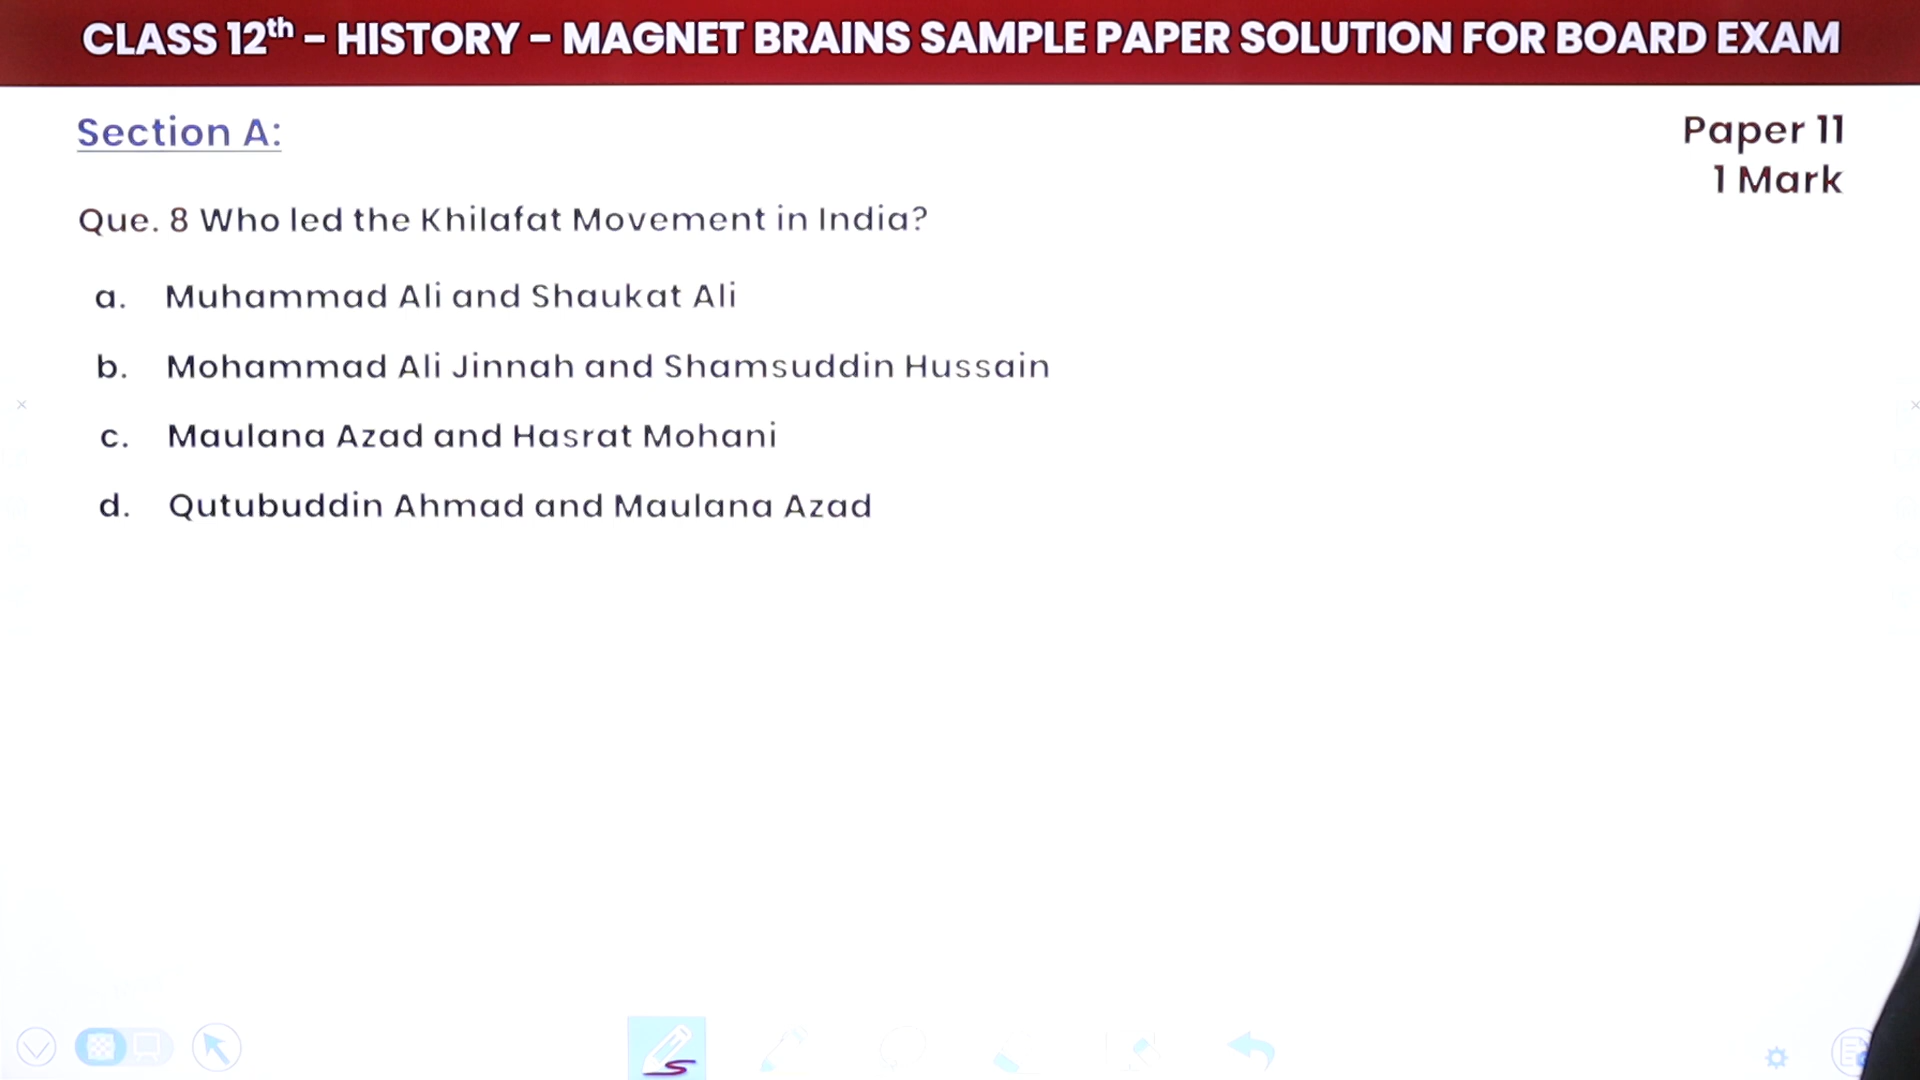 CLASS 12th - HISTORY - MAGNET BRAINS SAMPLE PAPER SOLUTION FOR BOARD EXAM
Section A:
Paper 11
1 Mark
Que. 8 Who led the Khilafat Movement in India?
a. Muhammad Ali and Shaukat Ali
b. Mohammad Ali Jinnah and Shamsuddin Hussain
c. Maulana Azad and Hasrat Mohani
d. Qutubuddin Ahmad and Maulana Azad